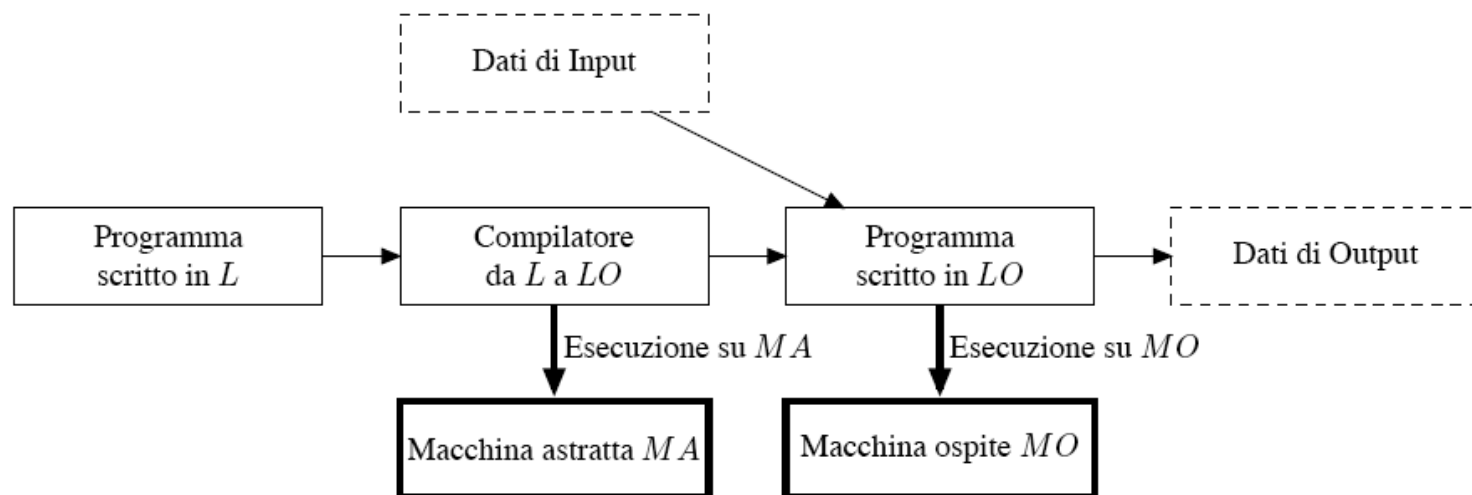 Dati di Input
Programma
scritto in L
Compilatore
da L a LO
Programma
scritto in LO
Dati di Output
Esecuzione su MA
Esecuzione su MO
Macchina astratta MA
Macchina ospite MO